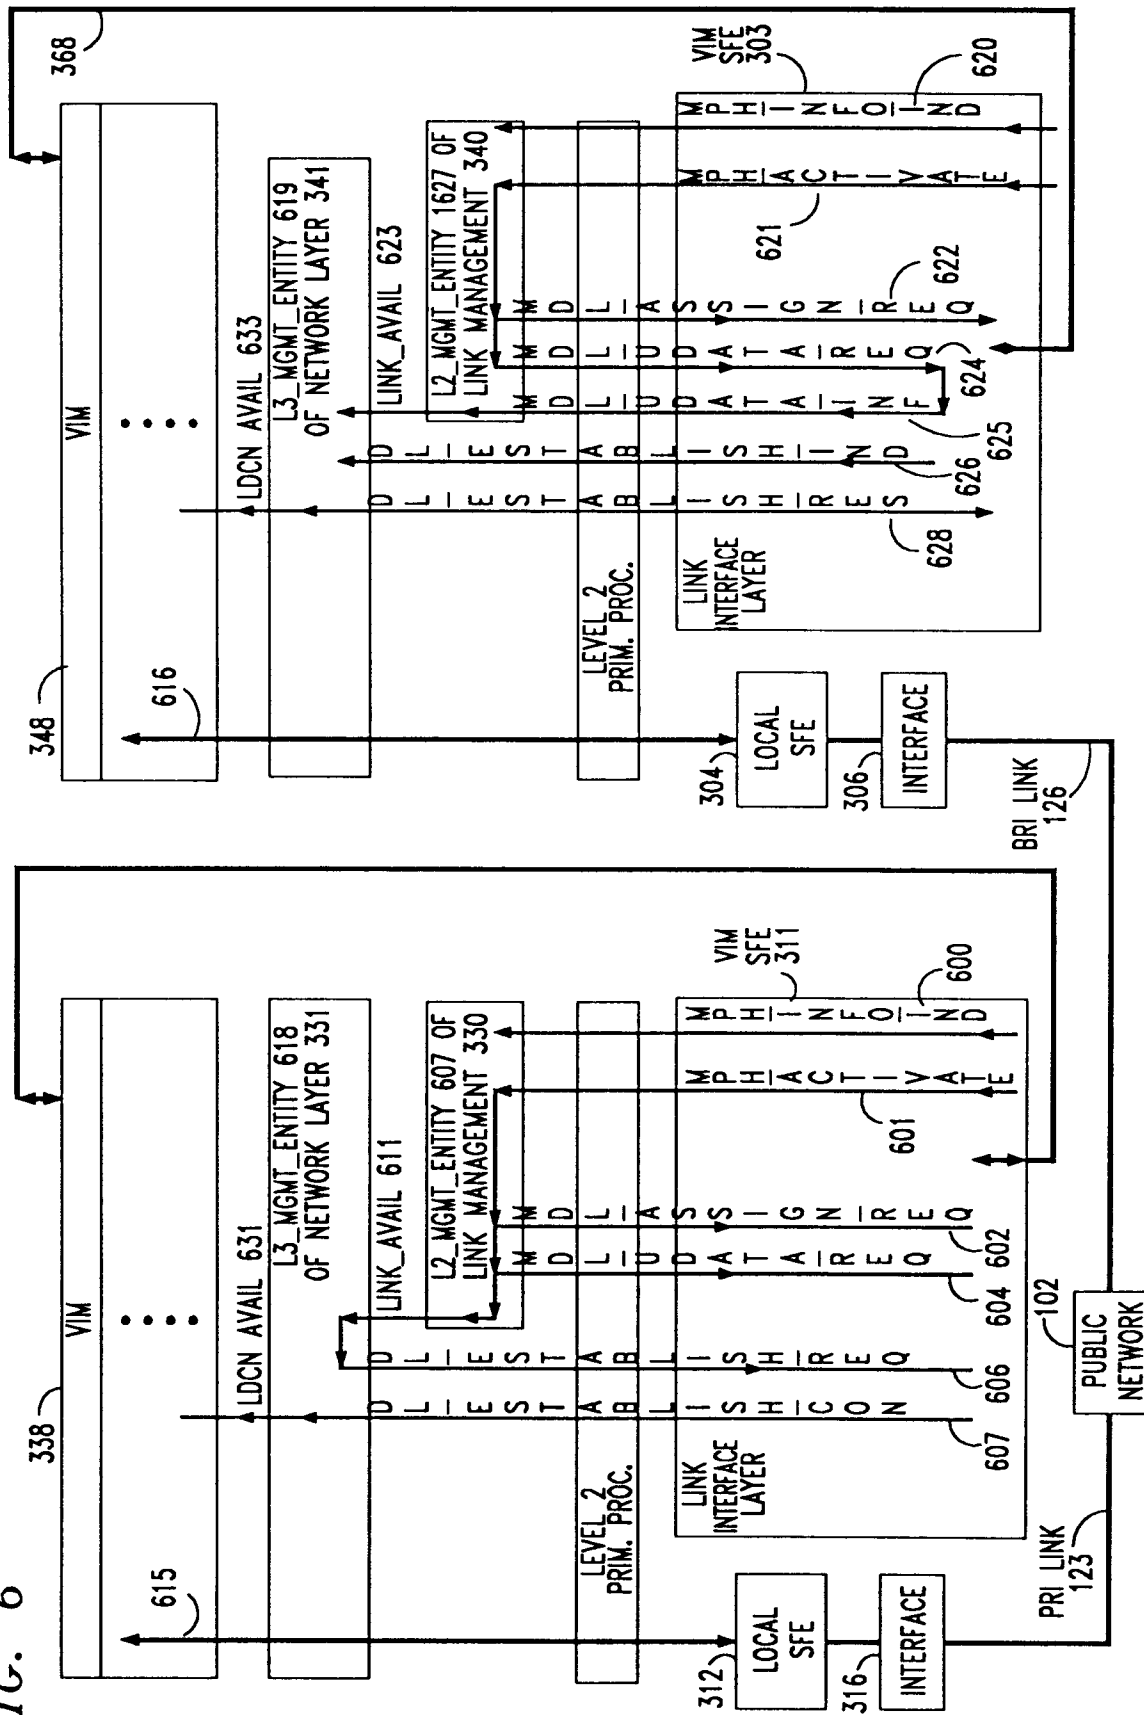 IG. 6
338
VIM
615
LDCN AVAIL 631
L3_MGMT_ENTITY 618
OF NETWORK LAYER 331
LINK_AVAIL 611
L2_MGMT_ENTITY 607 OF
LINK MANAGEMENT 330
LEVEL 2
PRIM. PROC.
DL_ESTABLISH_CON
DL_ESTABLISH_REQ
MDL_UDATA_REQ
MDL_ASSIGN_REQ
MPH_ACTIVATE
MPH_INFO_IND
VIM
SFE
311
600
601
602
604
606
607
LINK
INTERFACE
LAYER
312
LOCAL
SFE
316
INTERFACE
PRI LINK
123
102
PUBLIC
NETWORK
348
VIM
368
616
LDCN AVAIL 633
L3_MGMT_ENTITY 619
OF NETWORK LAYER 341
LINK_AVAIL 623
L2_MGMT_ENTITY 1627 OF
LINK MANAGEMENT 340
LEVEL 2
PRIM. PROC.
DL_ESTABLISH_RES
DL_ESTABLISH_IND
MDL_UDATA_INF
MDL_UDATA_REQ
MDL_ASSIGN_REQ
MPH_ACTIVATE
MPH_INFO_IND
VIM
SFE
303
620
621
622
624
625
626
628
LINK
INTERFACE
LAYER
304
LOCAL
SFE
306
INTERFACE
BRI LINK
126